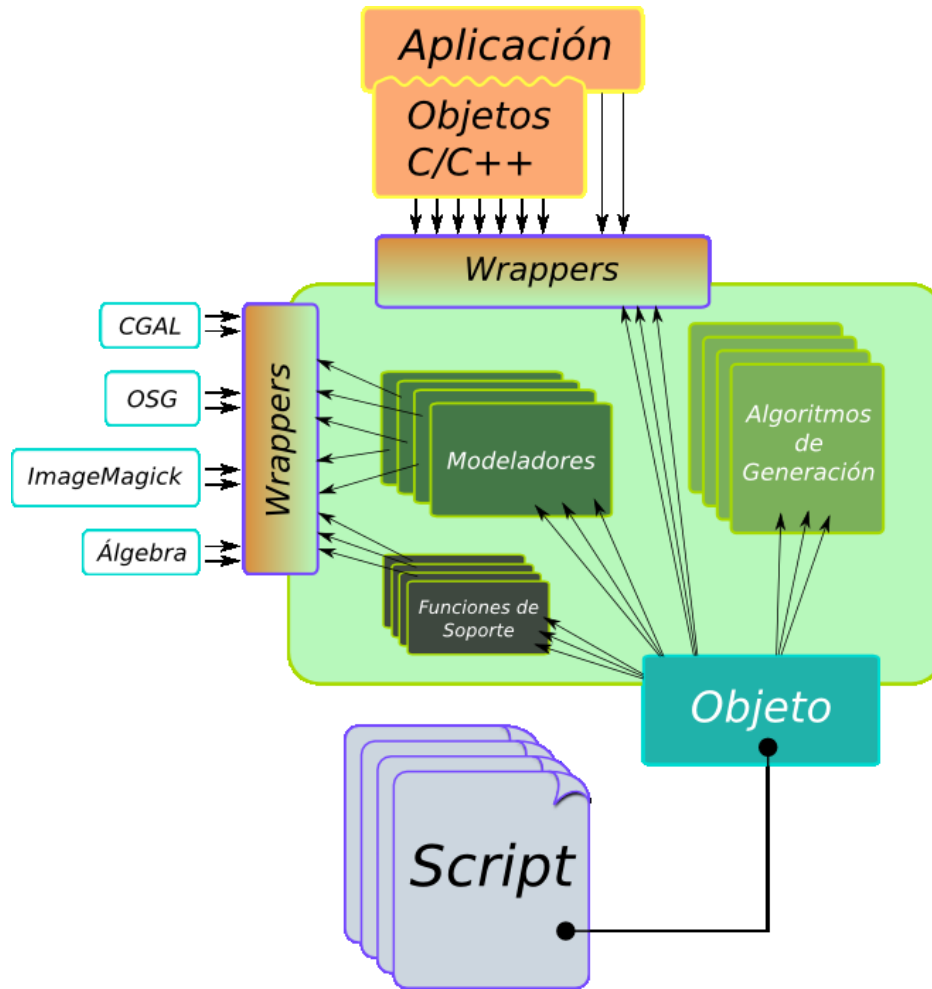 Aplicación
Objetos
C/C++
Wrappers
CGAL
OSG
ImageMagick
Álgebra
Wrappers
Modeladores
Algoritmos
de
Generación
Funciones de
Soporte
Objeto
Script